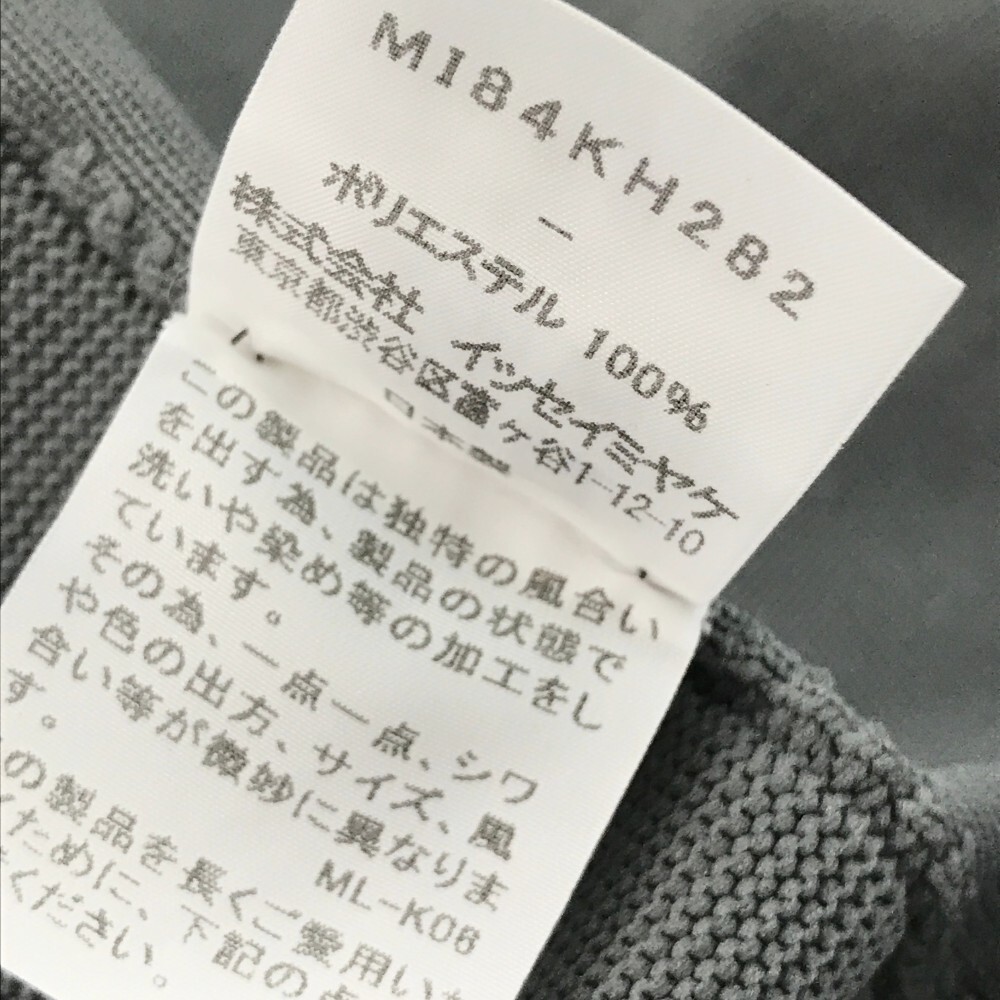 MI84KH282
-
ポリエステル 100%
株式会社 イッセイミヤケ
東京都渋谷区富ヶ谷1-12-10
日本製
この製品は独特の風合い
を出す為、製品の状態で
洗いや染め等の加工をし
ています。
その為、一点一点、シワ
や色の出方、サイズ、風
合い等が微妙に異なりま
す。
ML-K06
の製品を長くご愛用い
ために、下記の点
ください。